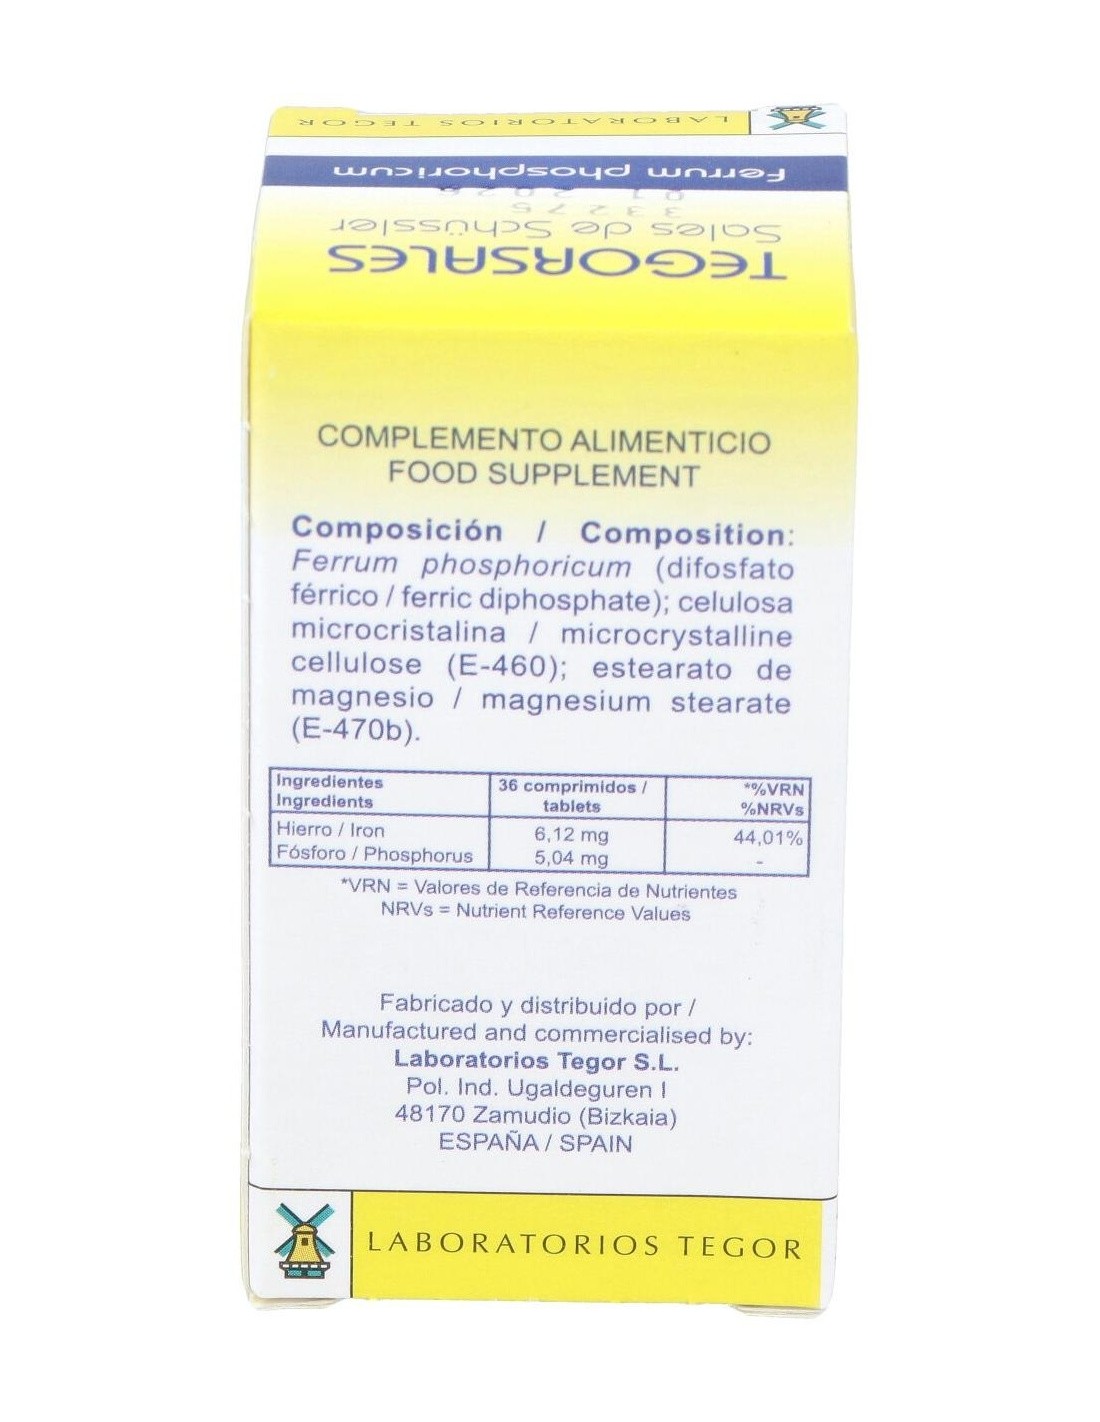 LABORATORIOS TEGOR
Ferrum phosphoricum
01 2026
33275
Sales de Schüssler
TEGORSALES
COMPLEMENTO ALIMENTICIO
FOOD SUPPLEMENT
Composición / Composition:
Ferrum phosphoricum (difosfato
férrico / ferric diphosphate); celulosa
microcristalina / microcrystalline
cellulose (E-460); estearato de
magnesio / magnesium stearate
(E-470b).
Ingredientes 36 comprimidos / *%VRN
Ingredients tablets %NRVs
Hierro / Iron 6,12 mg 44,01%
Fósforo / Phosphorus 5,04 mg -
*VRN = Valores de Referencia de Nutrientes
NRVs = Nutrient Reference Values
Fabricado y distribuido por /
Manufactured and commercialised by:
Laboratorios Tegor S.L.
Pol. Ind. Ugaldeguren I
48170 Zamudio (Bizkaia)
ESPAÑA / SPAIN
LABORATORIOS TEGOR